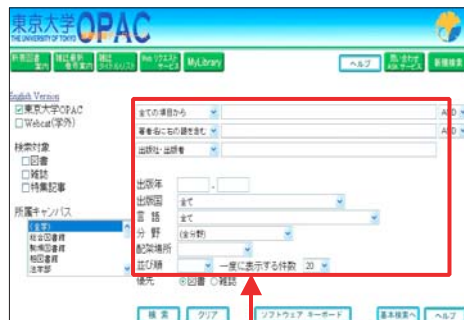 東京大学OPAC
THE UNIVERSITY OF TOKYO
新着図書案内 雑誌最新巻号案内 雑誌タイトルリスト Web リクエストサービス MyLibrary ヘルプ 問い合わせ ASK サービス 新規検索
English Version
東京大学OPAC
Webcat(学外)
検索対象
図書
雑誌
特集記事
所属キャンパス
(全学)
総合図書館
駒場図書館
柏図書館
法学部
全ての項目から AND
著者名に右の語を含む AND
出版社・出版者
出版年 -
出版国 全て
言語 全て
分野 (全分野)
配架場所
並び順 一度に表示する件数 20
優先 図書 雑誌
検索 クリア ソフトウェア キーボード 基本検索へ ヘルプ